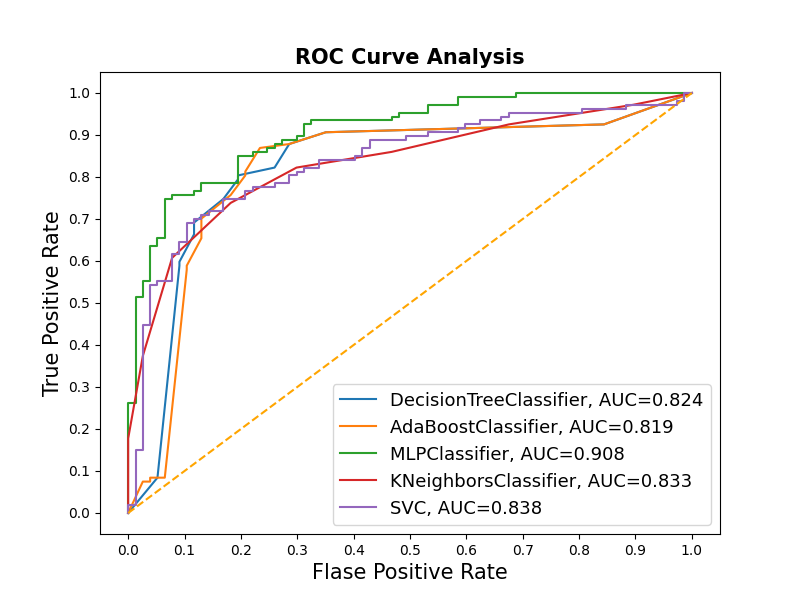 ROC Curve Analysis
True Positive Rate
1.0
0.9
0.8
0.7
0.6
0.5
0.4
0.3
0.2
0.1
0.0
DecisionTreeClassifier, AUC=0.824
AdaBoostClassifier, AUC=0.819
MLPClassifier, AUC=0.908
KNeighborsClassifier, AUC=0.833
SVC, AUC=0.838
0.0 0.1 0.2 0.3 0.4 0.5 0.6 0.7 0.8 0.9 1.0
Flase Positive Rate